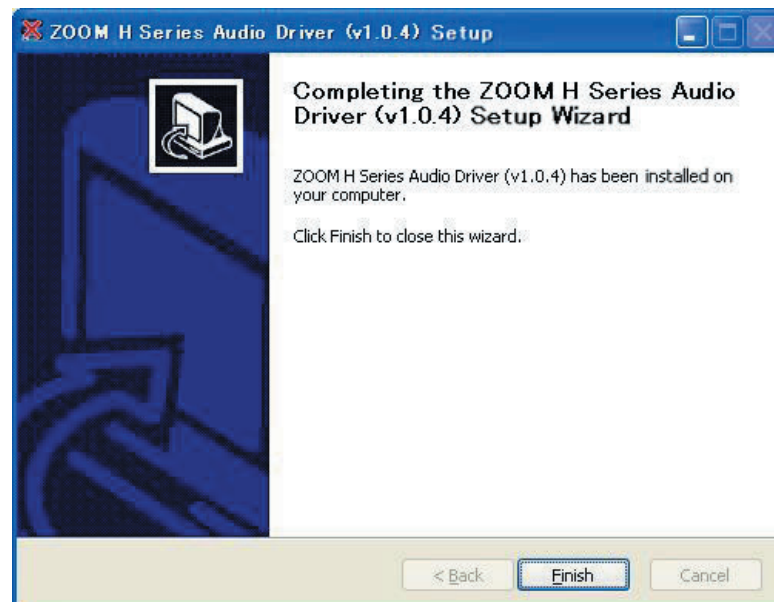 ZOOM H Series Audio Driver (v1.0.4) Setup
Completing the ZOOM H Series Audio
Driver (v1.0.4) Setup Wizard
ZOOM H Series Audio Driver (v1.0.4) has been installed on
your computer.
Click Finish to close this wizard.
< Back
Finish
Cancel